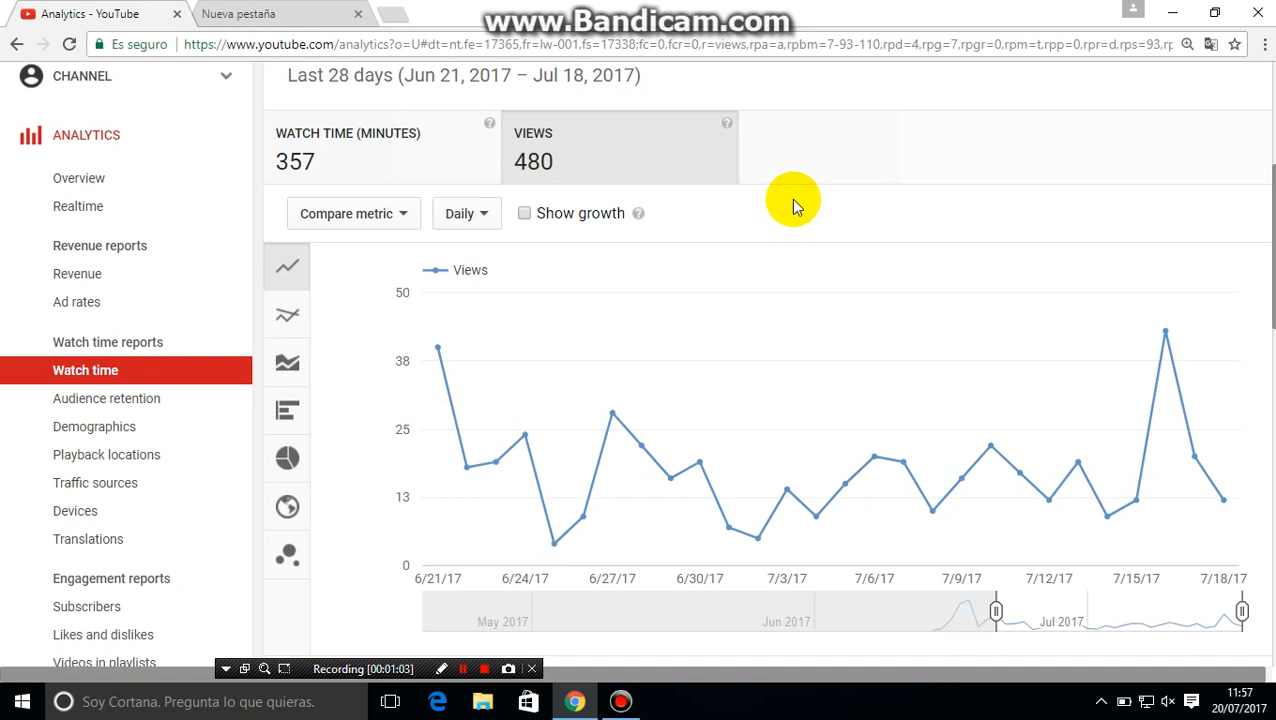 Analytics - YouTube
Nueva pestaña
www.Bandicam.com
Es seguro
https://www.youtube.com/analytics?o=U#dt=nt,fe=17365,fr=lw-001,fs=17338;fc=0,fcr=0,r=views,rpa=a,rpbm=7-93-110,rpd=4,rpg=7,rpgr=0,rpm=t,rpp=0,rpr=d,rps=93,
CHANNEL
Last 28 days (Jun 21, 2017 – Jul 18, 2017)
ANALYTICS
Overview
Realtime
Revenue reports
Revenue
Ad rates
Watch time reports
Watch time
Audience retention
Demographics
Playback locations
Traffic sources
Devices
Translations
Engagement reports
Subscribers
Likes and dislikes
Videos in playlists
WATCH TIME (MINUTES)
357
VIEWS
480
Compare metric
Daily
Show growth
Views
50
38
25
13
0
6/21/17 6/24/17 6/27/17 6/30/17 7/3/17 7/6/17 7/9/17 7/12/17 7/15/17 7/18/17
May 2017 Jun 2017 Jul 2017
Recording [00:01:03]
Soy Cortana. Pregunta lo que quieras.
11:57
20/07/2017